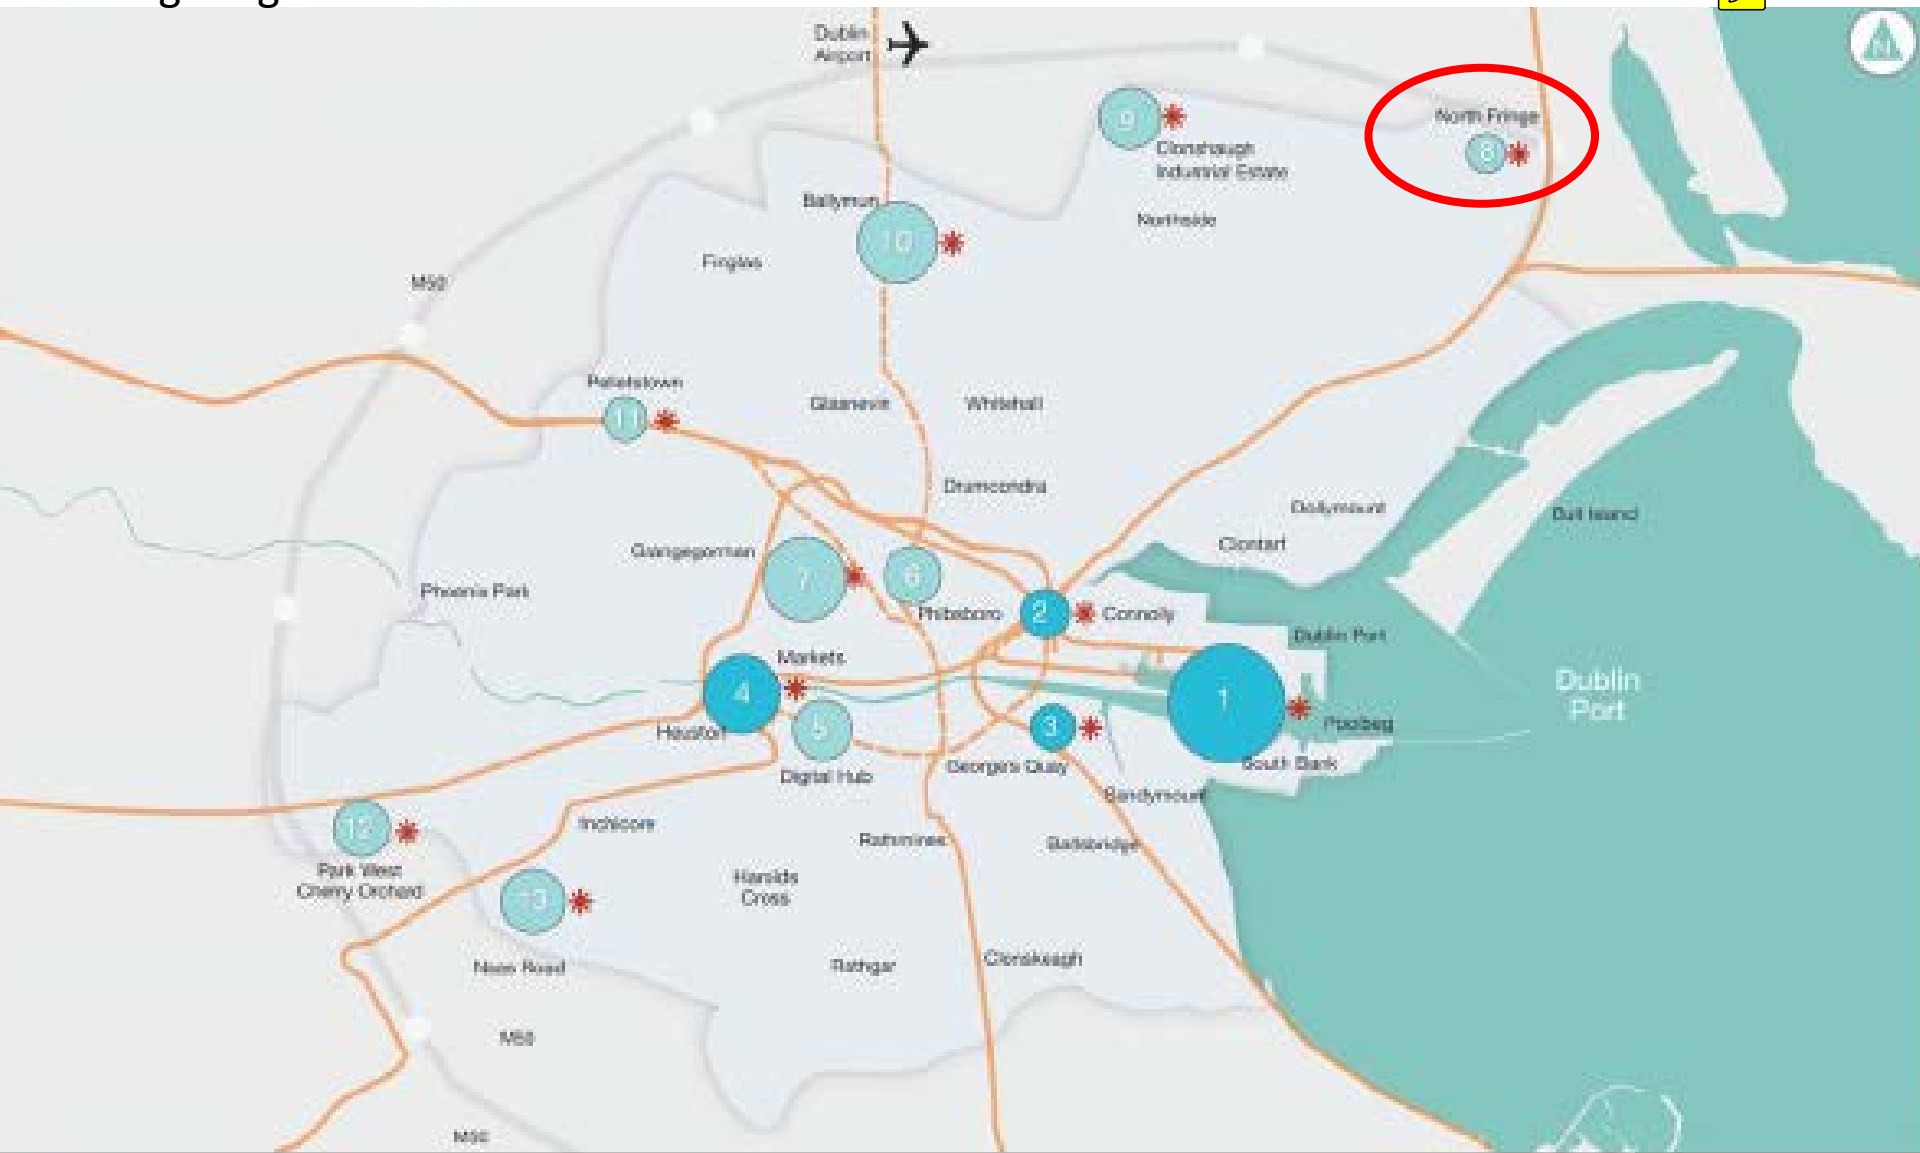 Dublin
Airport
N
North Fringe
8
9
Clonshaugh
Industrial Estate
Ballymun
10
Northside
Finglas
M50
Pelletstown
11
Glasnevin
Whitehall
Drumcondra
Dollymount
Bull Island
Clontarf
Grangegorman
7
6
Phoenix Park
Phibsboro
2
Connolly
Dublin Port
Markets
4
1
Dublin
Port
Heuston
5
3
Poolbeg
Digital Hub
George's Quay
South Bank
Sandymount
12
Inchicore
Rathmines
Ballsbridge
Park West
Cherry Orchard
13
Harolds
Cross
Naas Road
Rathgar
Clonskeagh
M50
M50